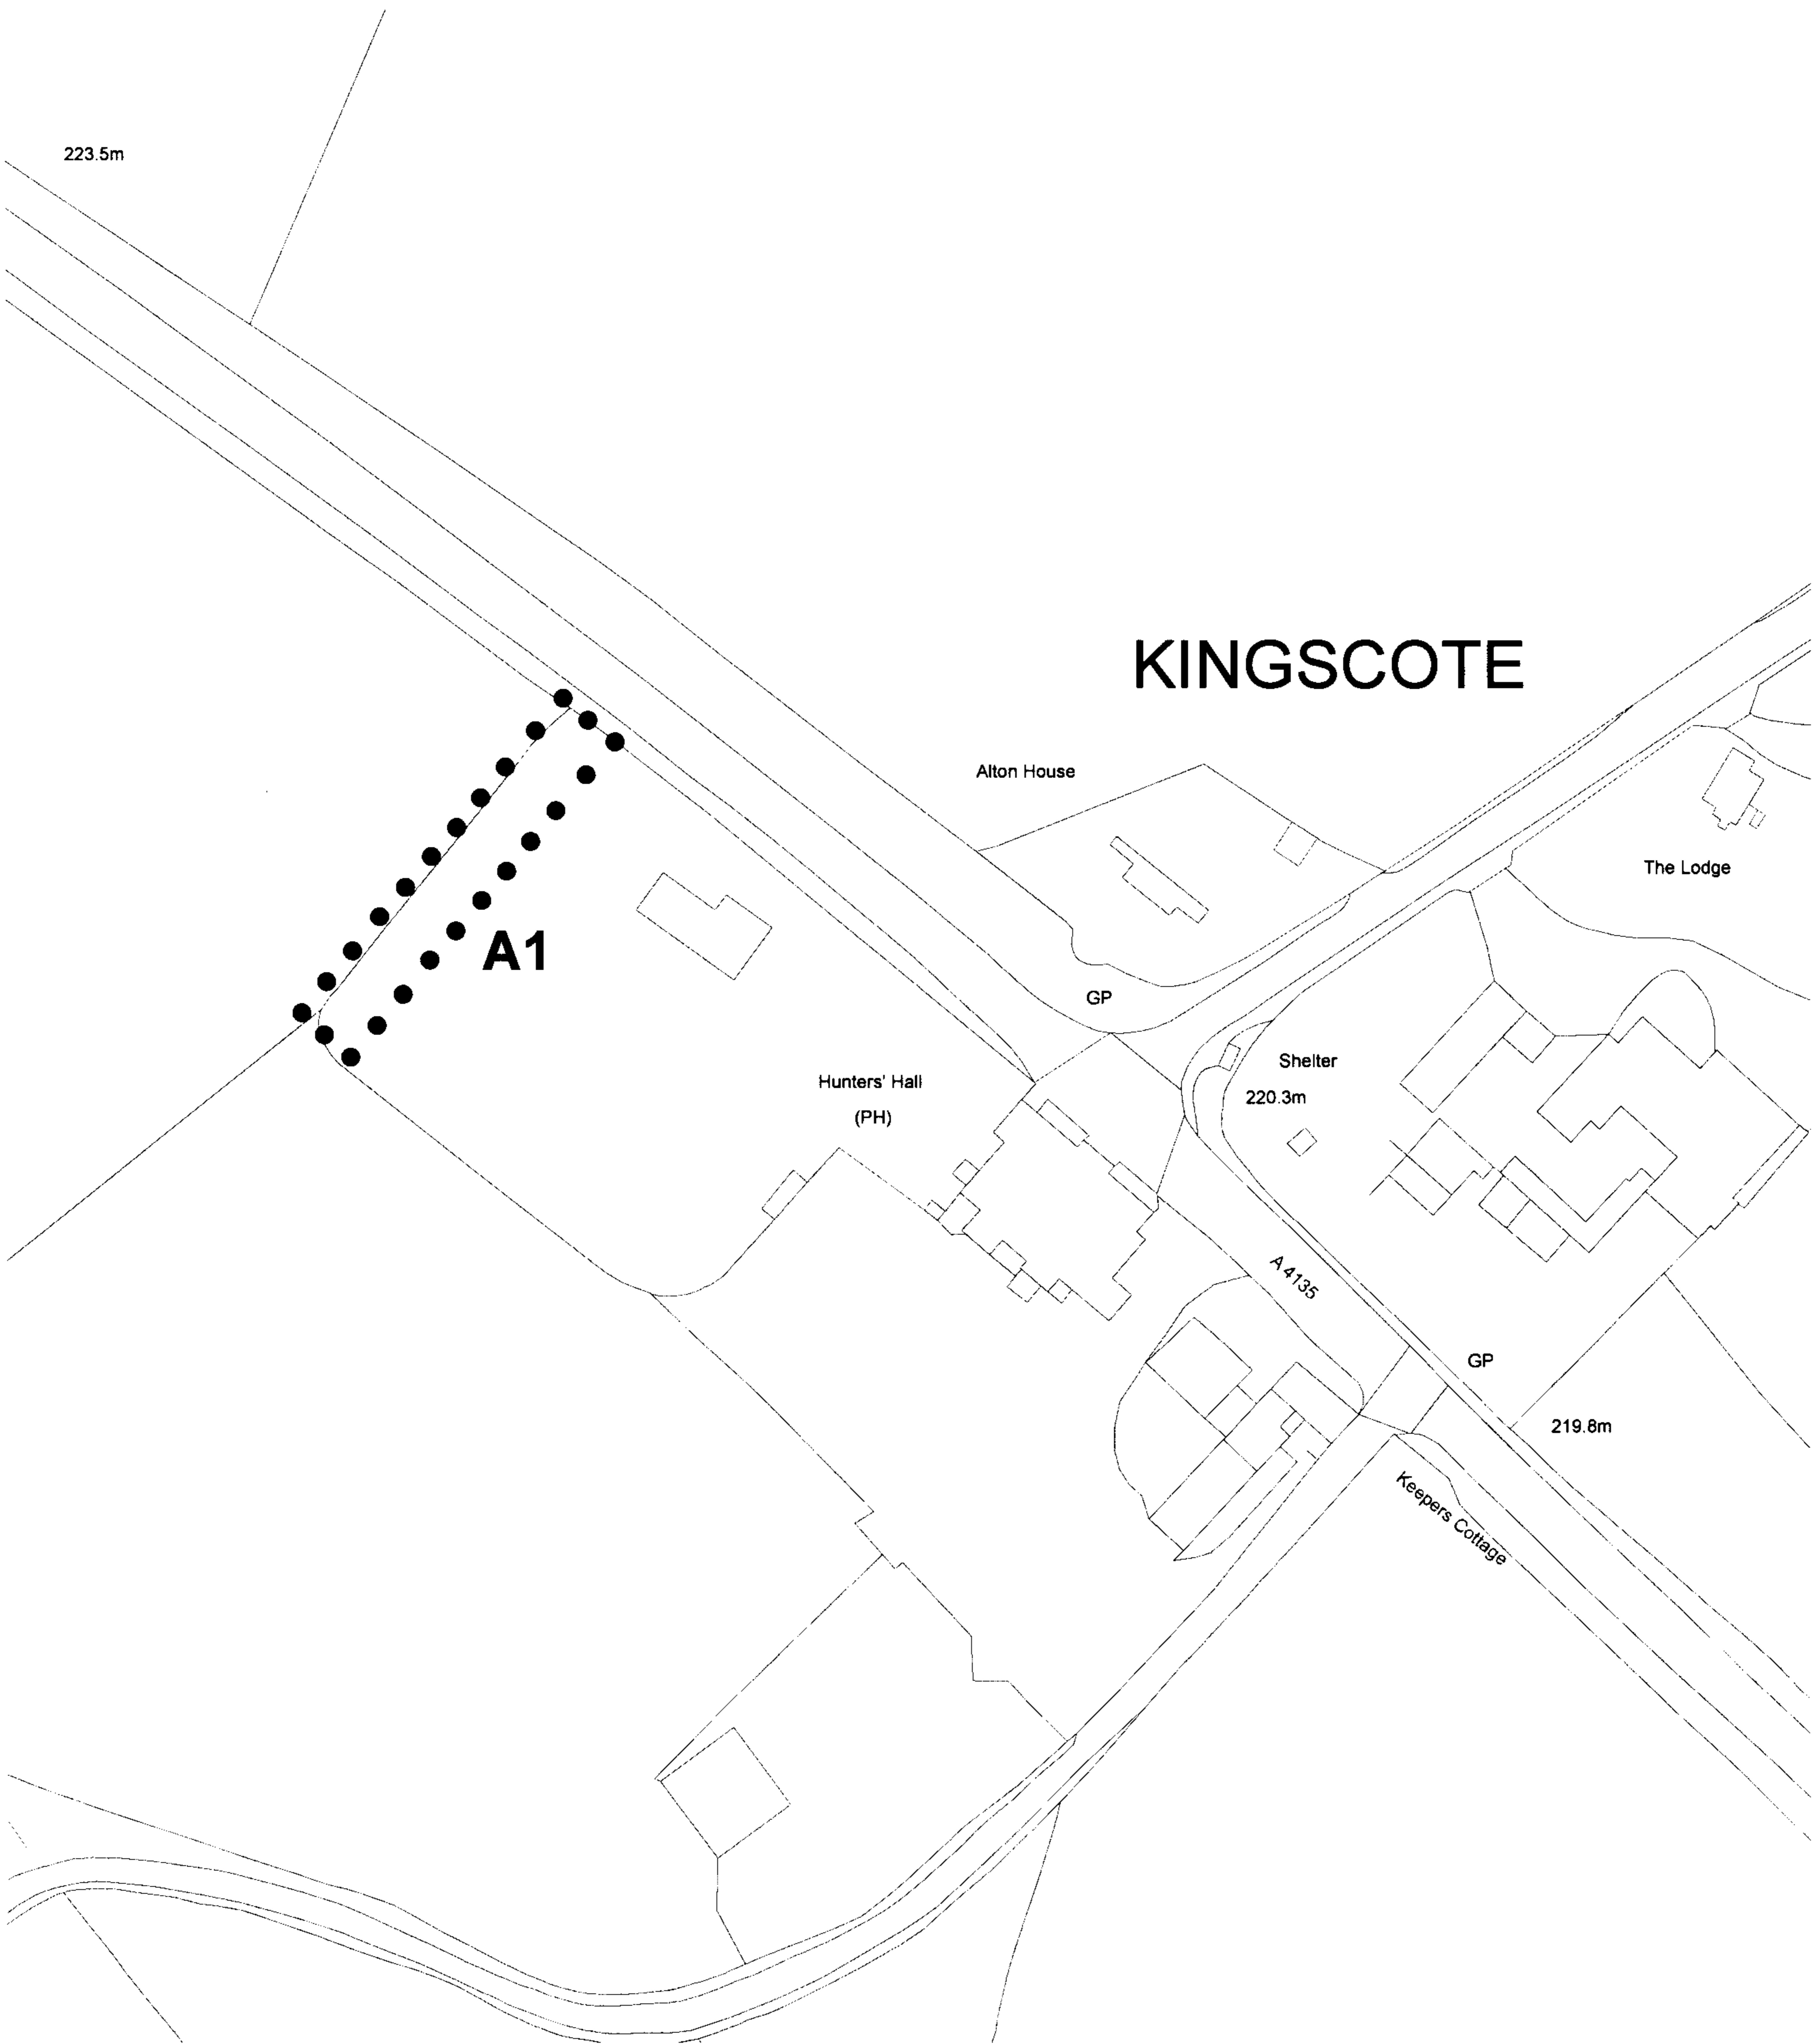 223.5m
KINGSCOTE
Alton House
The Lodge
A1
GP
Shelter
Hunters' Hall
(PH)
220.3m
A 4135
GP
219.8m
Keepers Cottage